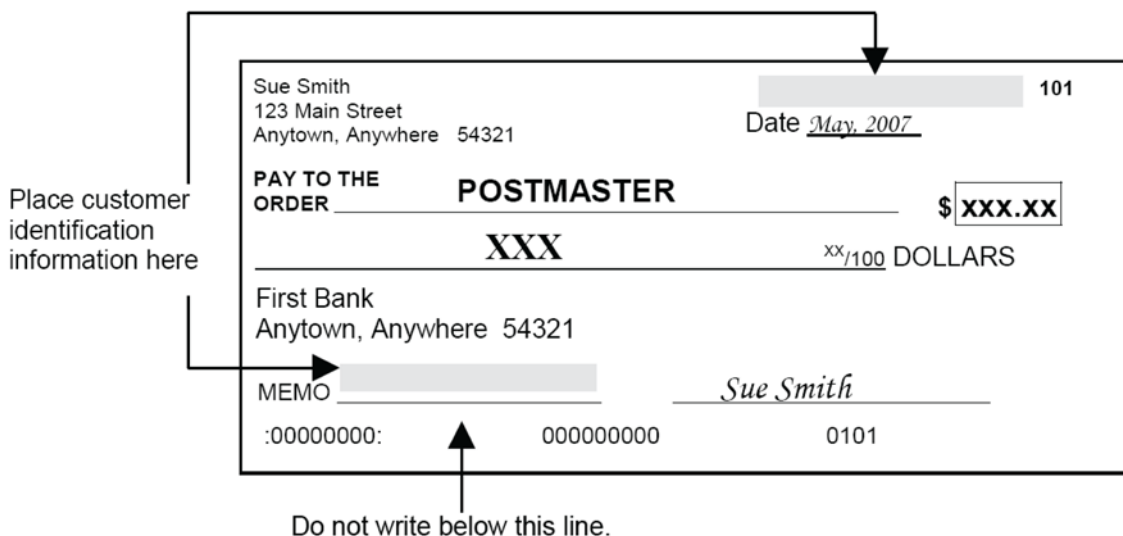 Sue Smith
123 Main Street
Anytown, Anywhere 54321
101
Date May, 2007
PAY TO THE
ORDER POSTMASTER
$ xxx.xx
XXX xx/100 DOLLARS
Place customer
identification
information here
First Bank
Anytown, Anywhere 54321
MEMO Sue Smith
:00000000: 000000000 0101
Do not write below this line.